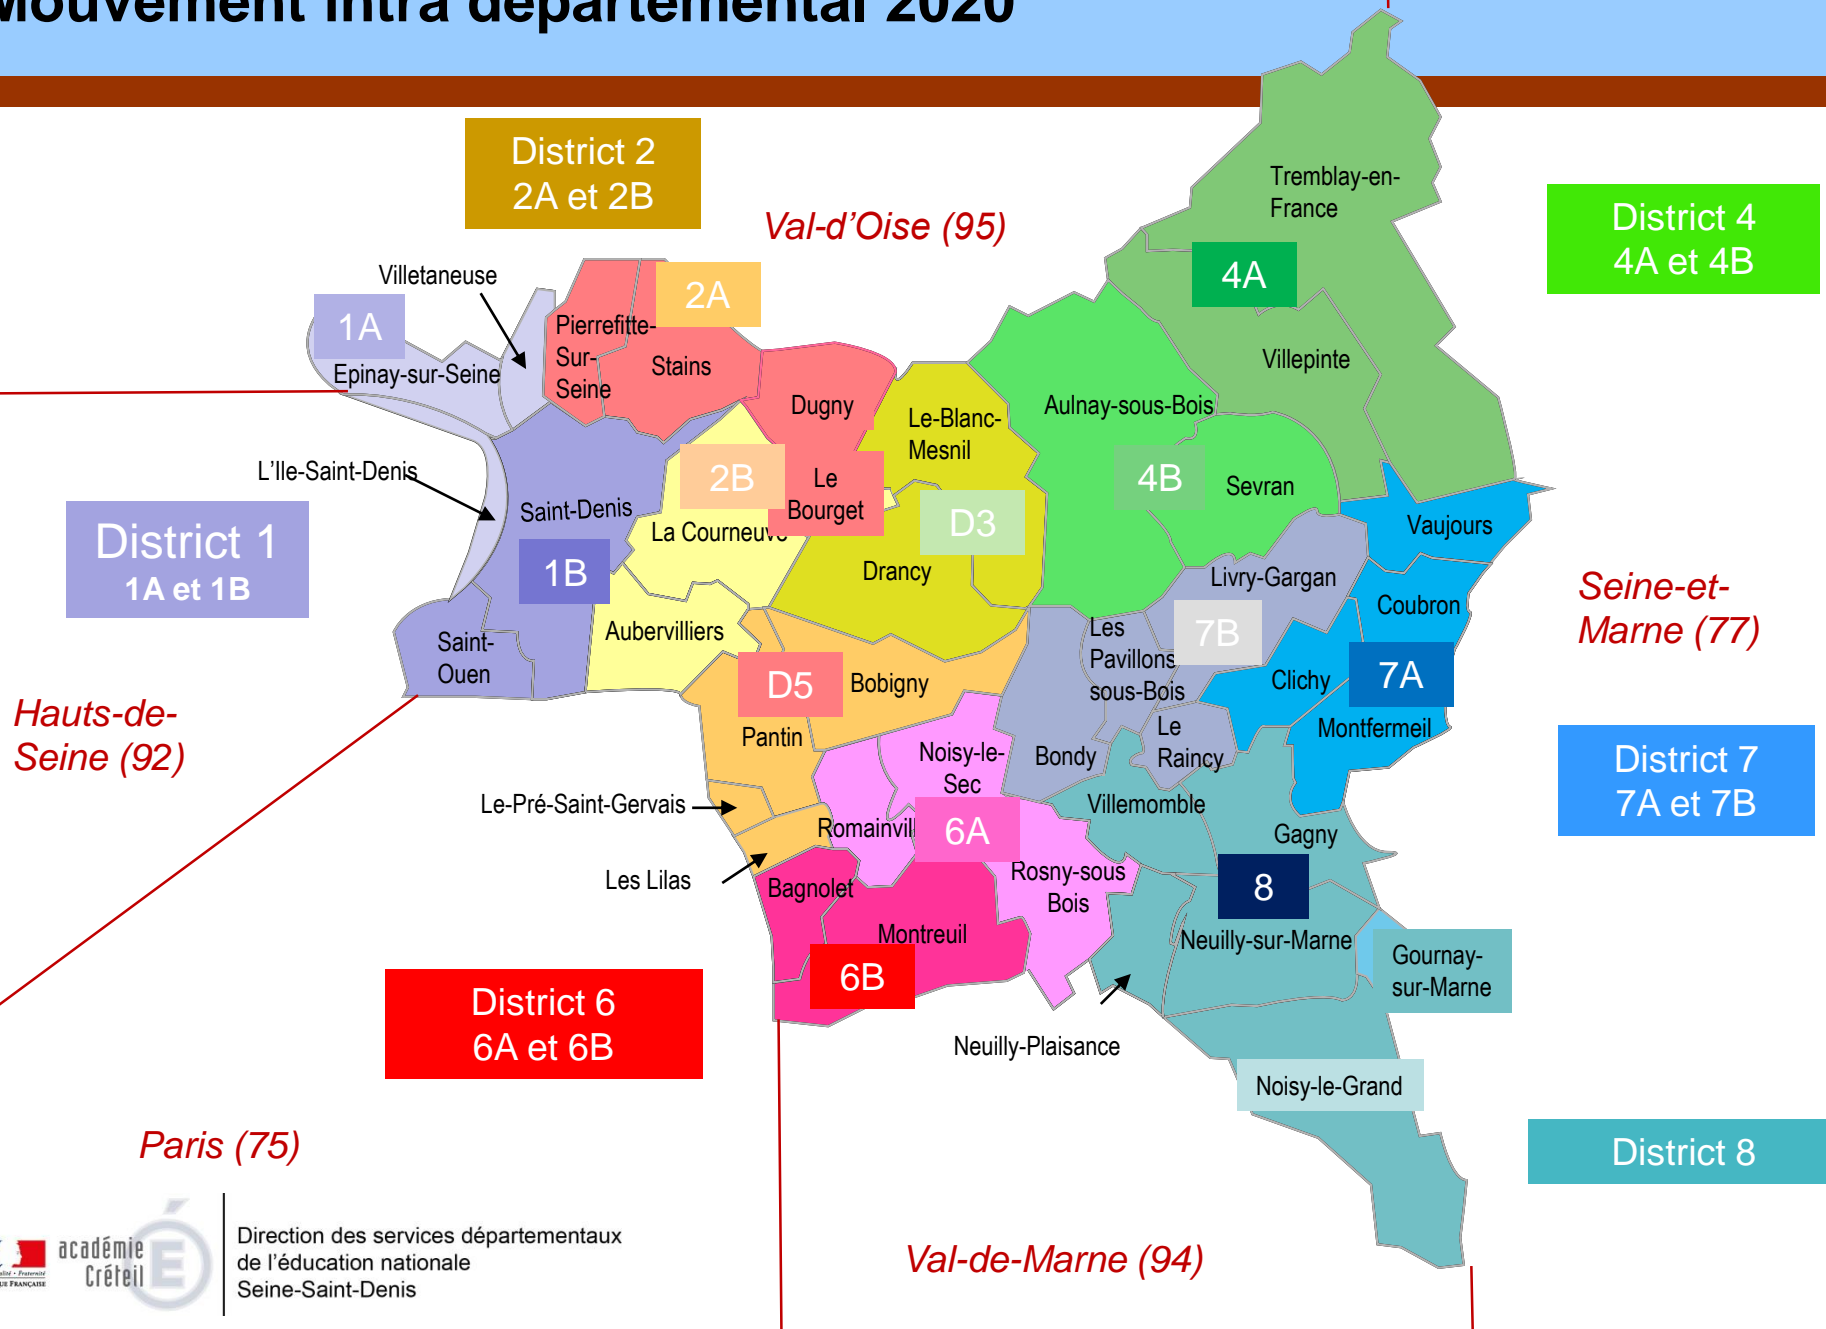 Mouvement intra départemental 2020
District 2
2A et 2B
Val-d’Oise (95)
Tremblay-en-
France
District 4
4A et 4B
4A
Villetaneuse
2A
1A
Pierrefitte-
Sur-
Seine
Stains
Epinay-sur-Seine
Villepinte
Dugny
Le-Blanc-
Mesnil
Aulnay-sous-Bois
L’Ile-Saint-Denis
2B
Le
Bourget
4B
Sevran
Saint-Denis
La Courneuve
D3
Vaujours
District 1
1A et 1B
1B
Drancy
Livry-Gargan
Coubron
Seine-et-
Marne (77)
Saint-
Ouen
Aubervilliers
Les
Pavillons
sous-Bois
7B
Clichy
7A
D5
Bobigny
Hauts-de-
Seine (92)
Pantin
Noisy-le-
Sec
Bondy
Le
Raincy
Montfermeil
District 7
7A et 7B
Le-Pré-Saint-Gervais
Romainvil
6A
Villemomble
Gagny
Les Lilas
Bagnolet
Rosny-sous
Bois
8
Montreuil
Neuilly-sur-Marne
Gournay-
sur-Marne
6B
District 6
6A et 6B
Neuilly-Plaisance
Noisy-le-Grand
Paris (75)
District 8
académie
Créteil
É
Direction des services départementaux
de l’éducation nationale
Seine-Saint-Denis
Val-de-Marne (94)